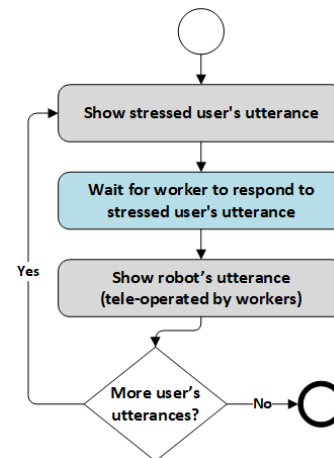 Show stressed user's utterance
Wait for worker to respond to
stressed user's utterance
Yes
Show robot’s utterance
(tele-operated by workers)
More user’s
utterances?
No